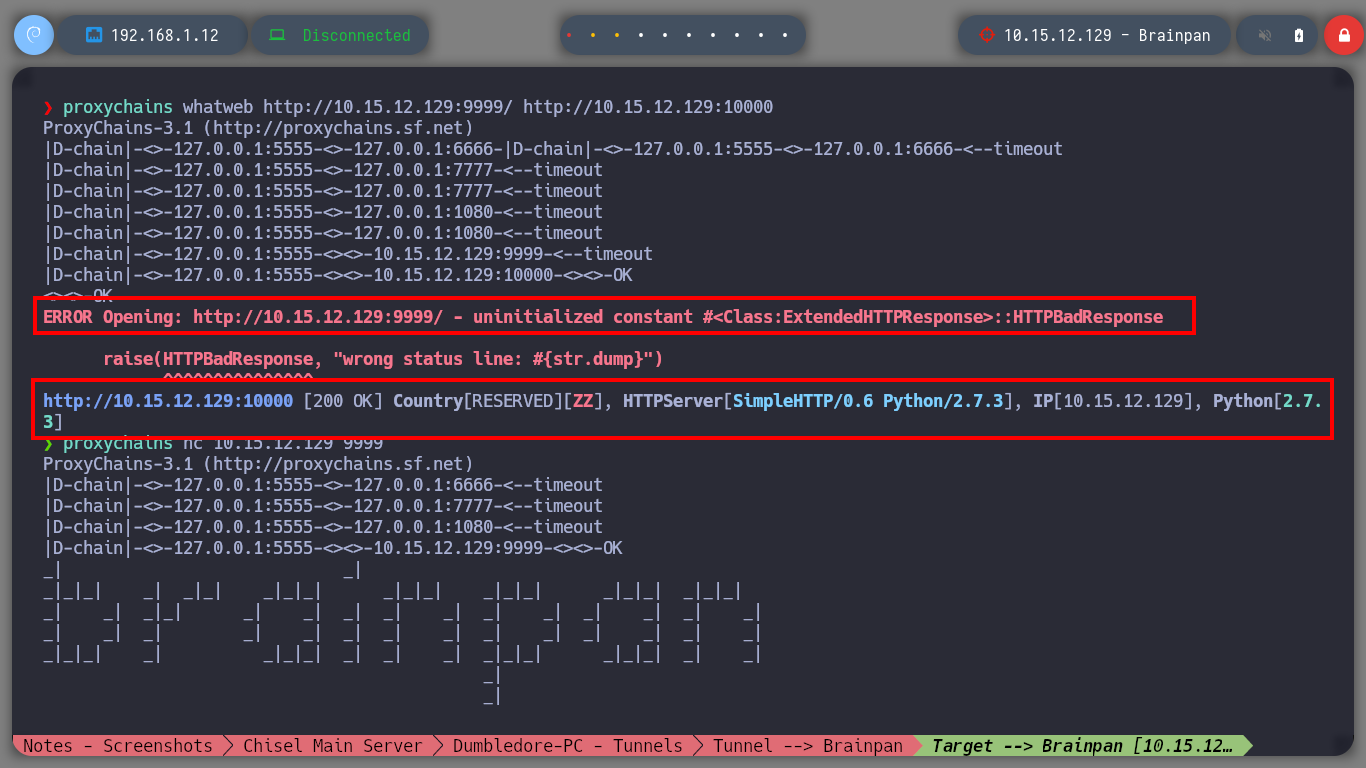 192.168.1.12 Disconnected 10.15.12.129 - Brainpan
❯ proxychains whatweb http://10.15.12.129:9999/ http://10.15.12.129:10000
ProxyChains-3.1 (http://proxychains.sf.net)
|D-chain|-<>-127.0.0.1:5555-<>-127.0.0.1:6666-|D-chain|-<>-127.0.0.1:5555-<>-127.0.0.1:6666-<--timeout
|D-chain|-<>-127.0.0.1:5555-<>-127.0.0.1:7777-<--timeout
|D-chain|-<>-127.0.0.1:5555-<>-127.0.0.1:7777-<--timeout
|D-chain|-<>-127.0.0.1:5555-<>-127.0.0.1:1080-<--timeout
|D-chain|-<>-127.0.0.1:5555-<>-127.0.0.1:1080-<--timeout
|D-chain|-<>-127.0.0.1:5555-<><>-10.15.12.129:9999-<--timeout
|D-chain|-<>-127.0.0.1:5555-<><>-10.15.12.129:10000-<><>-OK
<><>-OK
ERROR Opening: http://10.15.12.129:9999/ - uninitialized constant #<Class:ExtendedHTTPResponse>::HTTPBadResponse
raise(HTTPBadResponse, "wrong status line: #{str.dump}")
^^^^^^^^^^^^^^^
http://10.15.12.129:10000 [200 OK] Country[RESERVED][ZZ], HTTPServer[SimpleHTTP/0.6 Python/2.7.3], IP[10.15.12.129], Python[2.7.
3]
❯ proxychains nc 10.15.12.129 9999
ProxyChains-3.1 (http://proxychains.sf.net)
|D-chain|-<>-127.0.0.1:5555-<>-127.0.0.1:6666-<--timeout
|D-chain|-<>-127.0.0.1:5555-<>-127.0.0.1:7777-<--timeout
|D-chain|-<>-127.0.0.1:5555-<>-127.0.0.1:1080-<--timeout
|D-chain|-<>-127.0.0.1:5555-<><>-10.15.12.129:9999-<><>-OK
brainpan
Notes - Screenshots Chisel Main Server Dumbledore-PC - Tunnels Tunnel --> Brainpan Target --> Brainpan [10.15.12…